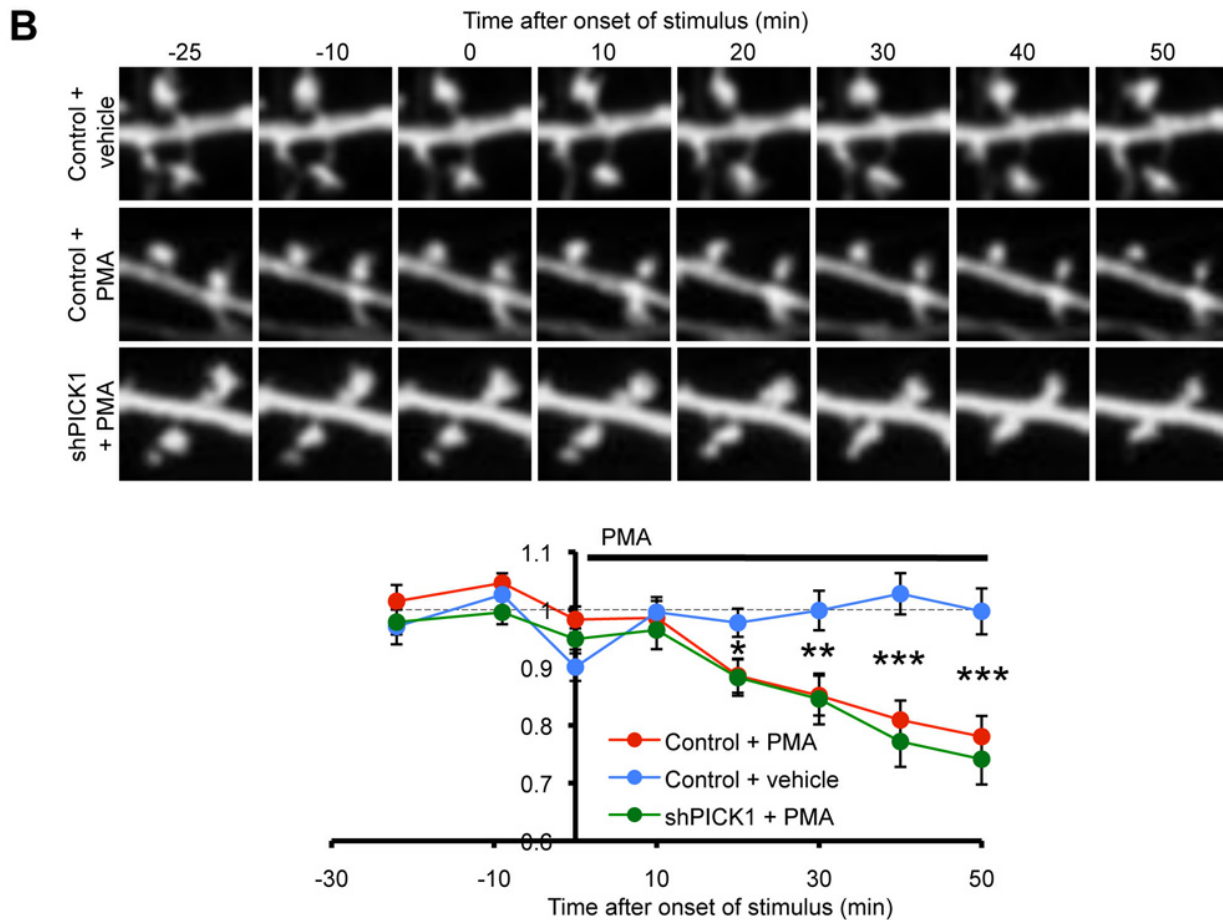 B
Time after onset of stimulus (min)
-25 -10 0 10 20 30 40 50
Control +
vehicle
Control +
PMA
shPICK1
+ PMA
PMA
1.1
1
0.9
0.8
0.7
0.6
* ** *** ***
Control + PMA
Control + vehicle
shPICK1 + PMA
-30 -10 10 30 50
Time after onset of stimulus (min)